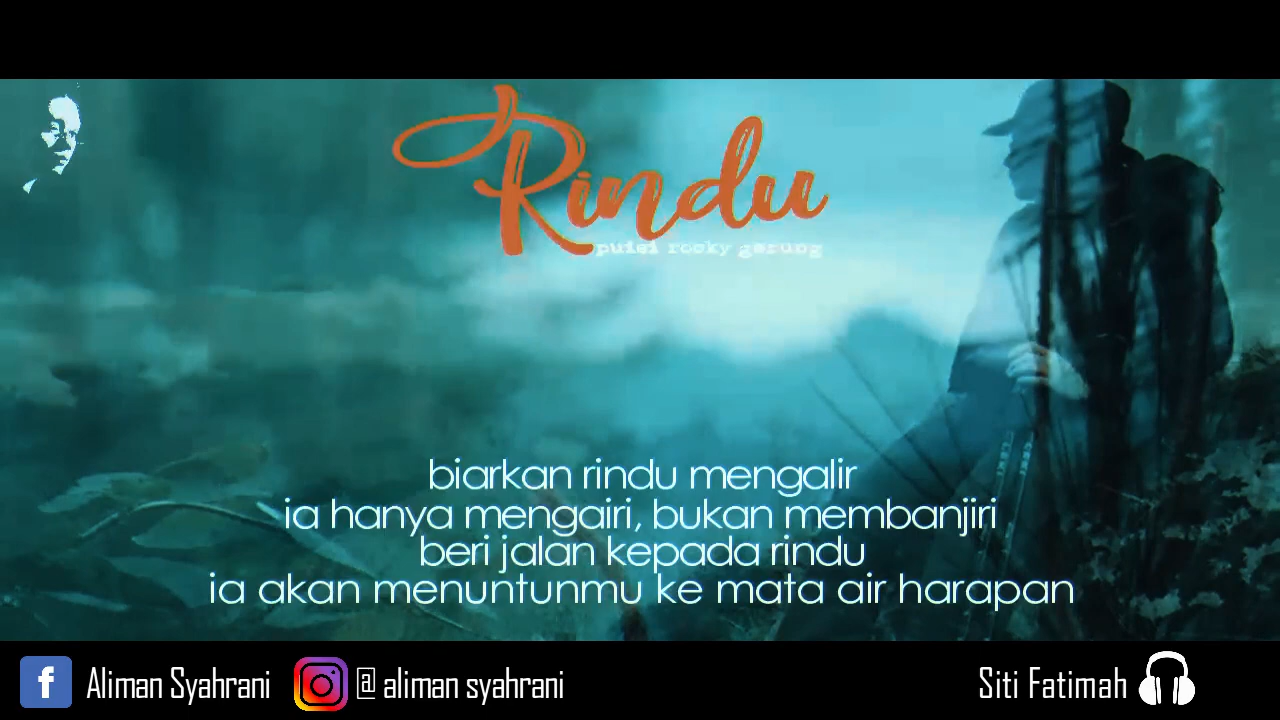 Rindu
puisi rocky gerung
biarkan rindu mengalir
ia hanya mengairi, bukan membanjiri
beri jalan kepada rindu
ia akan menuntunmu ke mata air harapan
f Aliman Syahrani @ aliman syahrani Siti Fatimah